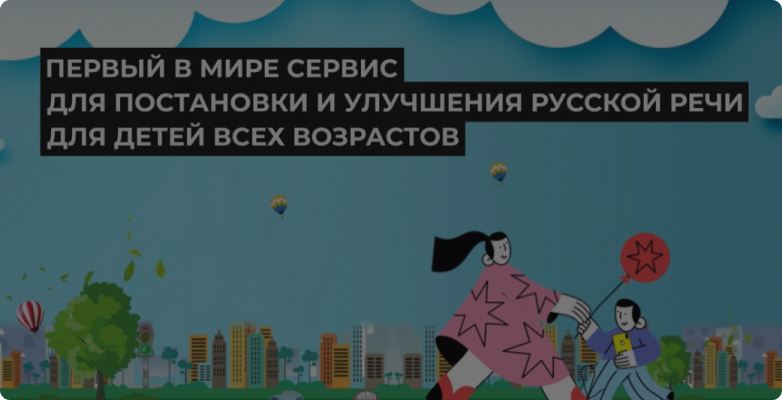 ПЕРВЫЙ В МИРЕ СЕРВИС
ДЛЯ ПОСТАНОВКИ И УЛУЧШЕНИЯ РУССКОЙ РЕЧИ
ДЛЯ ДЕТЕЙ ВСЕХ ВОЗРАСТОВ